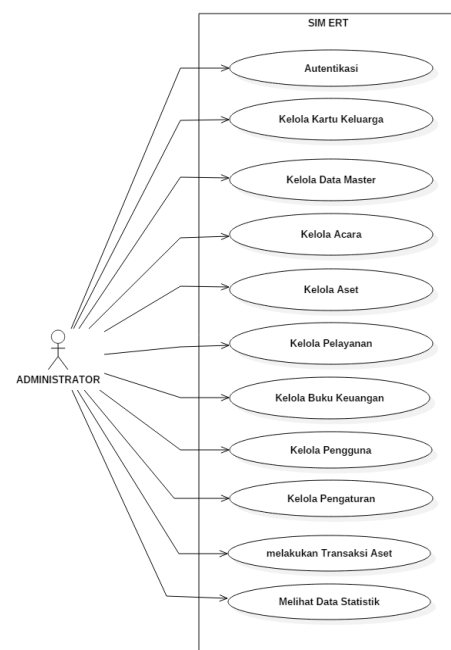 SIM ERT
Autentikasi
Kelola Kartu Keluarga
Kelola Data Master
Kelola Acara
Kelola Aset
Kelola Pelayanan
ADMINISTRATOR
Kelola Buku Keuangan
Kelola Pengguna
Kelola Pengaturan
melakukan Transaksi Aset
Melihat Data Statistik